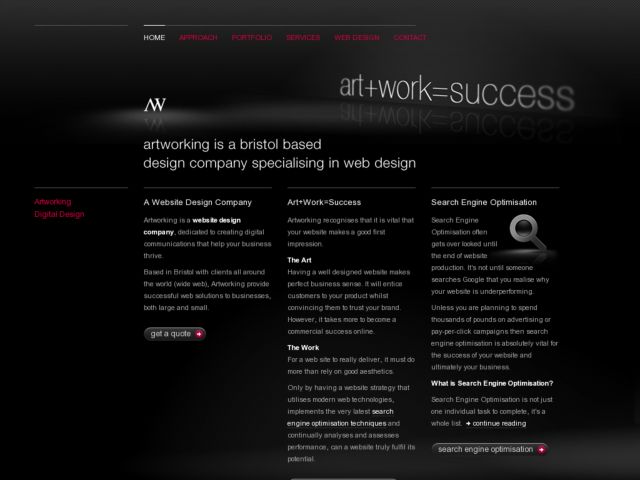 HOME APPROACH PORTFOLIO SERVICES WEB DESIGN CONTACT
art+work=success
AW
artworking is a bristol based
design company specialising in web design
Artworking
Digital Design
A Website Design Company
Artworking is a website design
company, dedicated to creating digital
communications that help your business
thrive.
Based in Bristol with clients all around
the world (wide web), Artworking provide
successful web solutions to businesses,
both large and small.
get a quote
Art+Work=Success
Artworking recognises that it is vital that
your website makes a good first
impression.
The Art
Having a well designed website makes
perfect business sense. It will entice
customers to your product whilst
convincing them to trust your brand.
However, it takes more to become a
commercial success online.
The Work
For a web site to really deliver, it must do
more than rely on good aesthetics.
Only by having a website strategy that
utilises modern web technologies,
implements the very latest search
engine optimisation techniques and
continually analyses and assesses
performance, can a website truly fulfil its
potential.
Search Engine Optimisation
Search Engine
Optimisation often
gets over looked until
the end of website
production. It's not until someone
searches Google that you realise why
your website is underperforming.
Unless you are planning to spend
thousands of pounds on advertising or
pay-per-click campaigns then search
engine optimisation is absolutely vital for
the success of your website and
ultimately your business.
What is Search Engine Optimisation?
Search Engine Optimisation is not just
one individual task to complete, it's a
whole list. continue reading
search engine optimisation